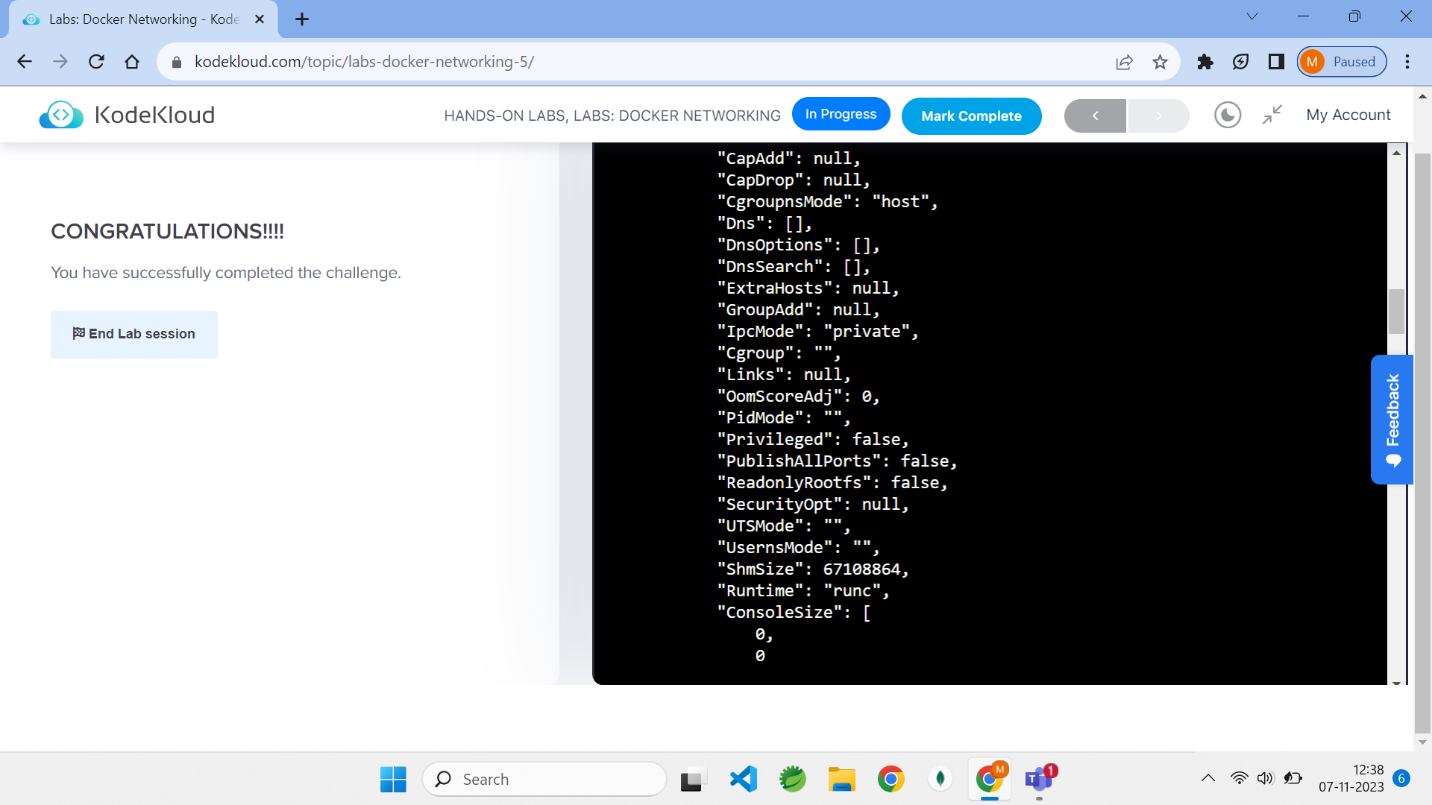 Labs: Docker Networking - Kode
kodekloud.com/topic/labs-docker-networking-5/
M Paused
KodeKloud
HANDS-ON LABS, LABS: DOCKER NETWORKING
In Progress
Mark Complete
My Account
CONGRATULATIONS!!!!
You have successfully completed the challenge.
End Lab session
"CapAdd": null,
"CapDrop": null,
"CgroupnsMode": "host",
"Dns": [],
"DnsOptions": [],
"DnsSearch": [],
"ExtraHosts": null,
"GroupAdd": null,
"IpcMode": "private",
"Cgroup": "",
"Links": null,
"OomScoreAdj": 0,
"PidMode": "",
"Privileged": false,
"PublishAllPorts": false,
"ReadonlyRootfs": false,
"SecurityOpt": null,
"UTSMode": "",
"UsernsMode": "",
"ShmSize": 67108864,
"Runtime": "runc",
"ConsoleSize": [
0,
0
Feedback
Search
M
T
1
12:38
07-11-2023
6